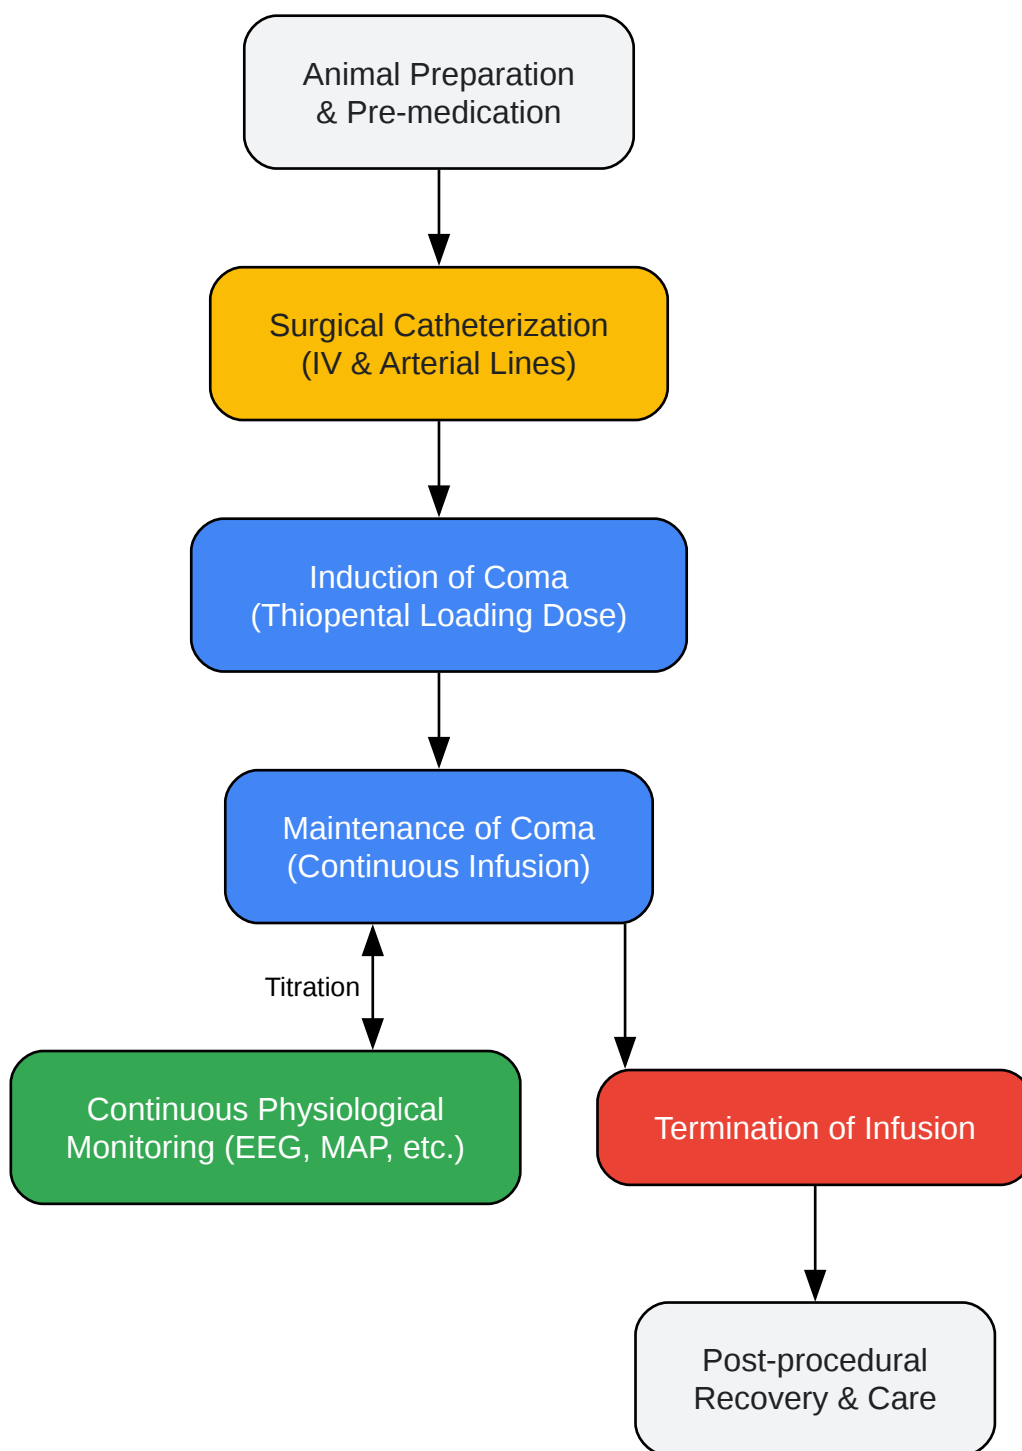 Animal Preparation
& Pre-medication
Surgical Catheterization
(IV & Arterial Lines)
Induction of Coma
(Thiopental Loading Dose)
Maintenance of Coma
(Continuous Infusion)
Titration
Continuous Physiological
Monitoring (EEG, MAP, etc.)
Termination of Infusion
Post-procedural
Recovery & Care